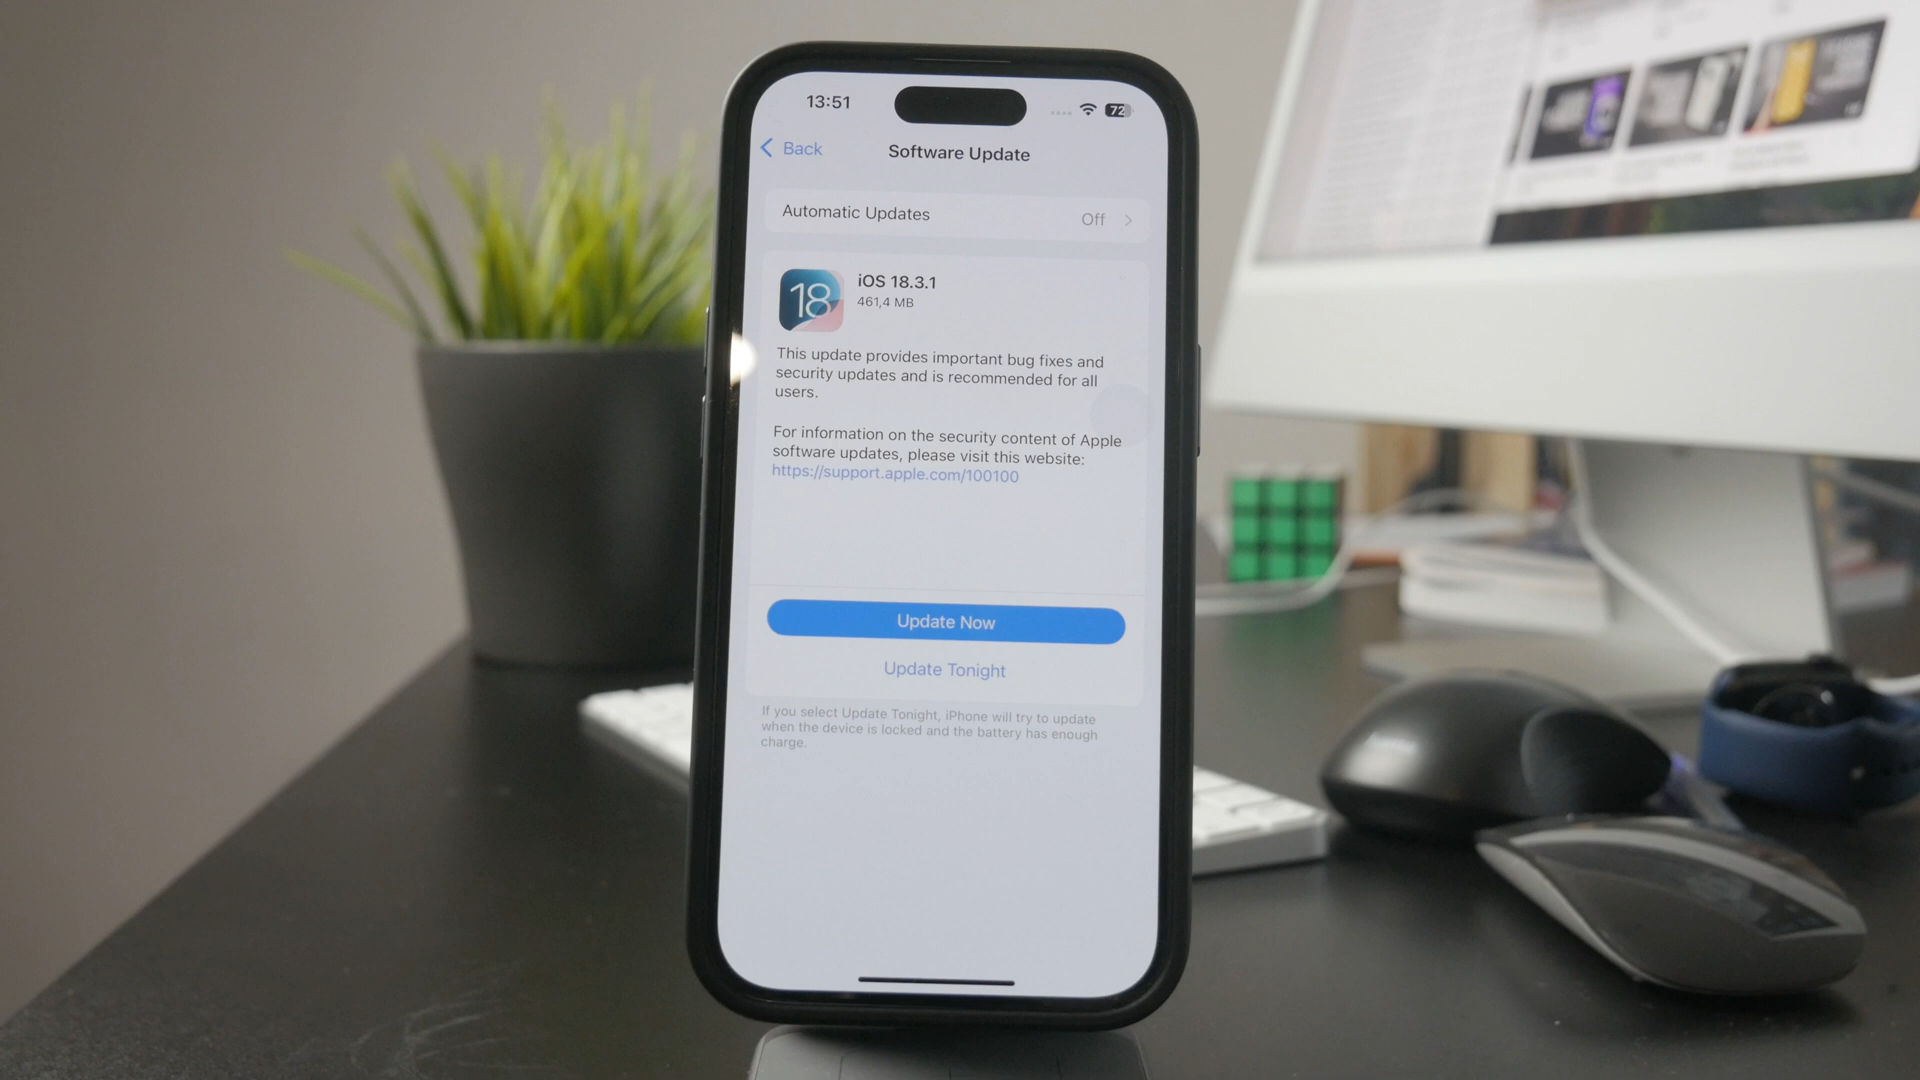 13:51
72
Back
Software Update
Automatic Updates
Off
18
iOS 18.3.1
461,4 MB
This update provides important bug fixes and
security updates and is recommended for all
users.
For information on the security content of Apple
software updates, please visit this website:
https://support.apple.com/100100
Update Now
Update Tonight
If you select Update Tonight, iPhone will try to update
when the device is locked and the battery has enough
charge.